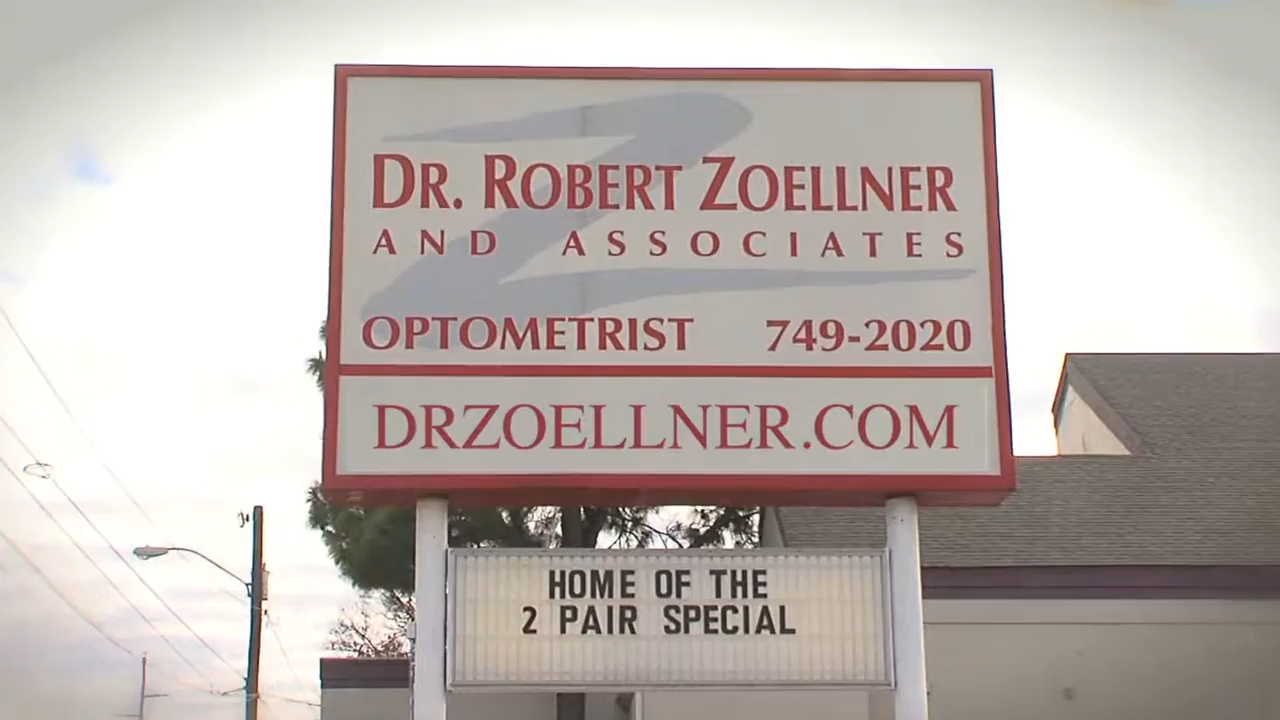 DR. ROBERT ZOELLNER
AND ASSOCIATES
OPTOMETRIST 749-2020
DRZOELLNER.COM
HOME OF THE
2 PAIR SPECIAL